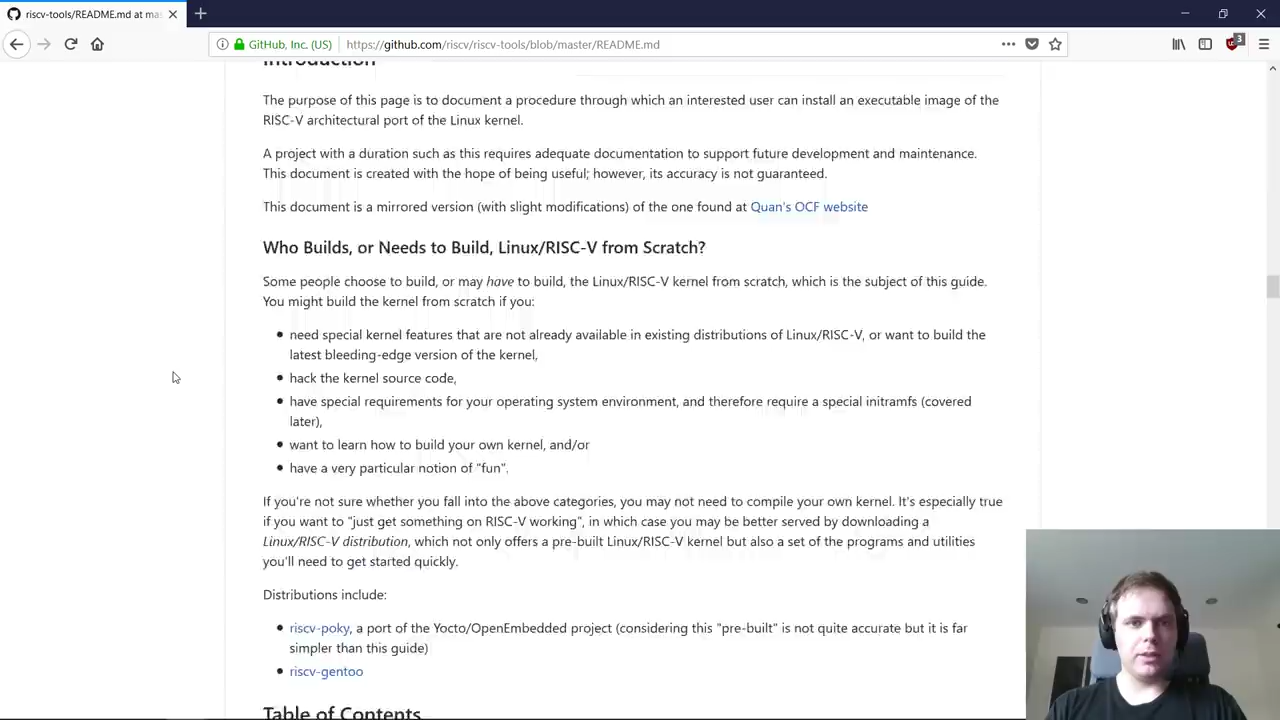 riscv-tools/README.md at mas
GitHub, Inc. (US)
https://github.com/riscv/riscv-tools/blob/master/README.md
3
Introduction
The purpose of this page is to document a procedure through which an interested user can install an executable image of the
RISC-V architectural port of the Linux kernel.
A project with a duration such as this requires adequate documentation to support future development and maintenance.
This document is created with the hope of being useful; however, its accuracy is not guaranteed.
This document is a mirrored version (with slight modifications) of the one found at Quan's OCF website
Who Builds, or Needs to Build, Linux/RISC-V from Scratch?
Some people choose to build, or may have to build, the Linux/RISC-V kernel from scratch, which is the subject of this guide.
You might build the kernel from scratch if you:
need special kernel features that are not already available in existing distributions of Linux/RISC-V, or want to build the
latest bleeding-edge version of the kernel,
hack the kernel source code,
have special requirements for your operating system environment, and therefore require a special initramfs (covered
later),
want to learn how to build your own kernel, and/or
have a very particular notion of "fun".
If you're not sure whether you fall into the above categories, you may not need to compile your own kernel. It's especially true
if you want to "just get something on RISC-V working", in which case you may be better served by downloading a
Linux/RISC-V distribution, which not only offers a pre-built Linux/RISC-V kernel but also a set of the programs and utilities
you'll need to get started quickly.
Distributions include:
riscv-poky, a port of the Yocto/OpenEmbedded project (considering this "pre-built" is not quite accurate but it is far
simpler than this guide)
riscv-gentoo
Table of Contents